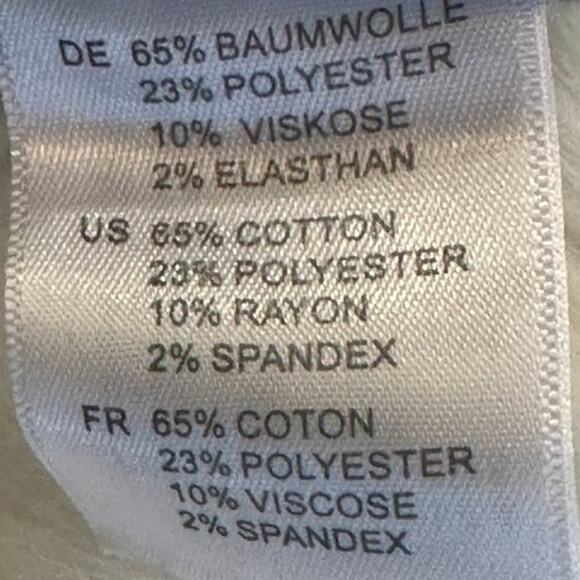 DE 65% BAUMWOLLE
23% POLYESTER
10% VISKOSE
2% ELASTHAN
US 65% COTTON
23% POLYESTER
10% RAYON
2% SPANDEX
FR 65% COTON
23% POLYESTER
10% VISCOSE
2% SPANDEX